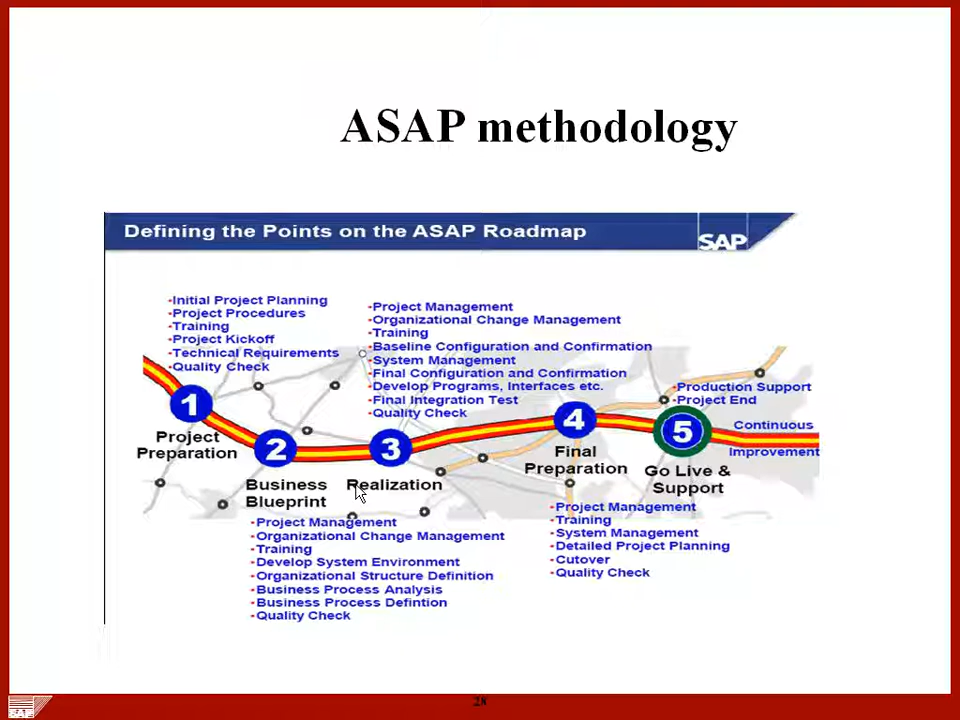 ASAP methodology
Defining the Points on the ASAP Roadmap
SAP
-Initial Project Planning
-Project Procedures
-Training
-Project Kickoff
-Technical Requirements
-Quality Check
-Project Management
-Organizational Change Management
-Training
-Baseline Configuration and Confirmation
-System Management
-Final Configuration and Confirmation
-Develop Programs, Interfaces etc.
-Final Integration Test
-Quality Check
-Production Support
-Project End
Continuous
Improvement
1
Project
Preparation
2
Business
Blueprint
3
Realization
4
Final
Preparation
5
Go Live &
Support
-Project Management
-Organizational Change Management
-Training
-Develop System Environment
-Organizational Structure Definition
-Business Process Analysis
-Business Process Defintion
-Quality Check
-Project Management
-Training
-System Management
-Detailed Project Planning
-Cutover
-Quality Check
SAP
28